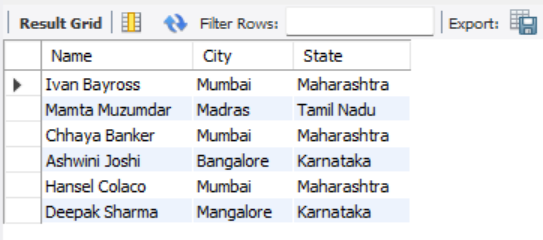 Result Grid Filter Rows: Export:
Name City State
Ivan Bayross Mumbai Maharashtra
Mamta Muzumdar Madras Tamil Nadu
Chhaya Banker Mumbai Maharashtra
Ashwini Joshi Bangalore Karnataka
Hansel Colaco Mumbai Maharashtra
Deepak Sharma Mangalore Karnataka